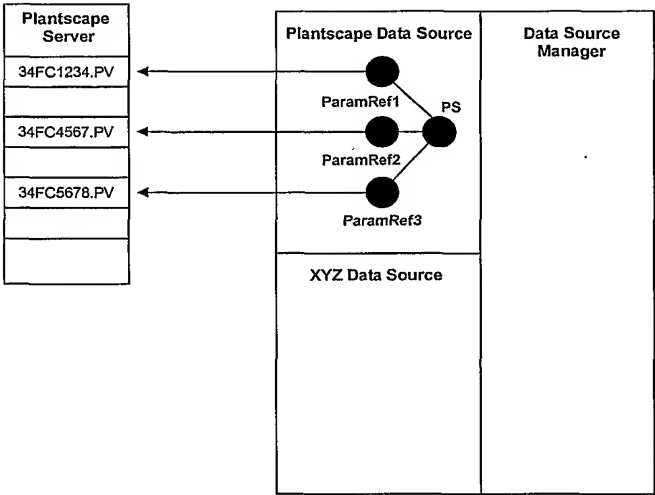 Plantscape
Server
34FC1234.PV
34FC4567.PV
34FC5678.PV
Plantscape Data Source
ParamRef1
PS
ParamRef2
ParamRef3
XYZ Data Source
Data Source
Manager